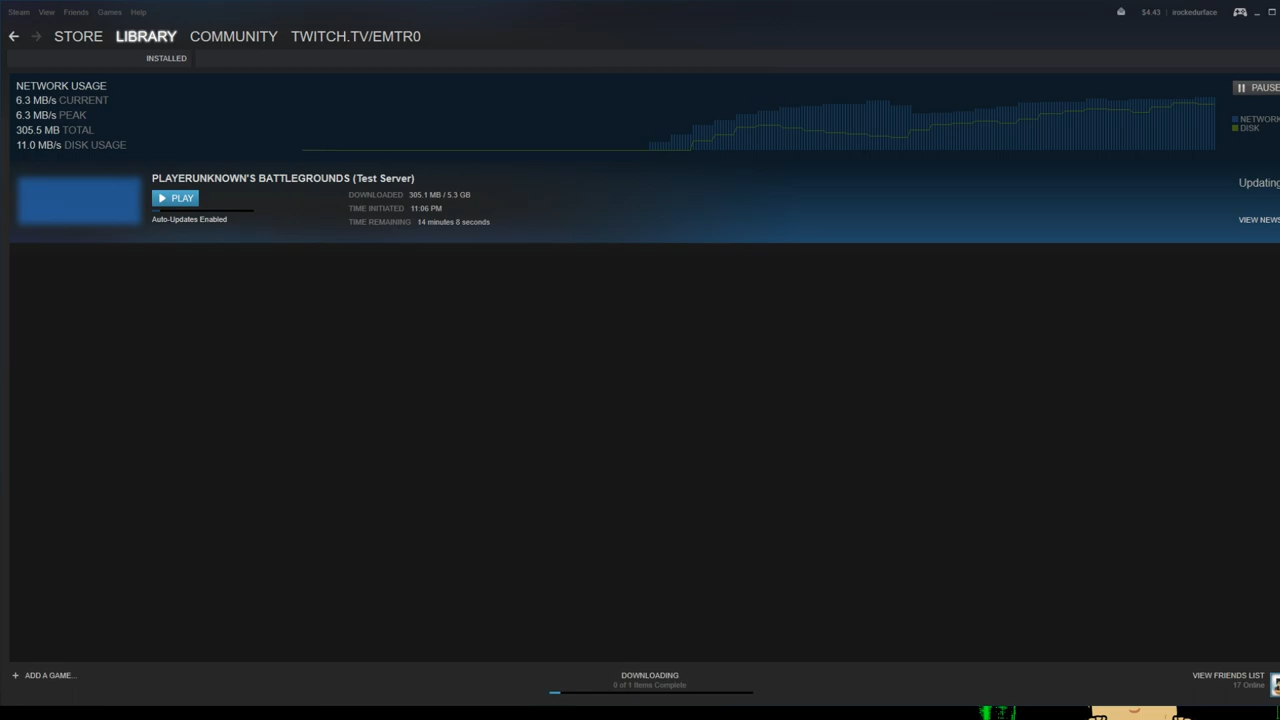 Steam View Friends Games Help $4.43 irockedurface
STORE LIBRARY COMMUNITY TWITCH.TV/EMTR0
INSTALLED
NETWORK USAGE
6.3 MB/s CURRENT
6.3 MB/s PEAK
305.5 MB TOTAL
11.0 MB/s DISK USAGE
PAUSE
NETWORK
DISK
PLAYERUNKNOWN'S BATTLEGROUNDS (Test Server)
PLAY
Auto-Updates Enabled
DOWNLOADED 305.1 MB / 5.3 GB
TIME INITIATED 11:06 PM
TIME REMAINING 14 minutes 8 seconds
Updating
VIEW NEWS
+ ADD A GAME...
DOWNLOADING
0 of 1 Items Complete
VIEW FRIENDS LIST
17 Online